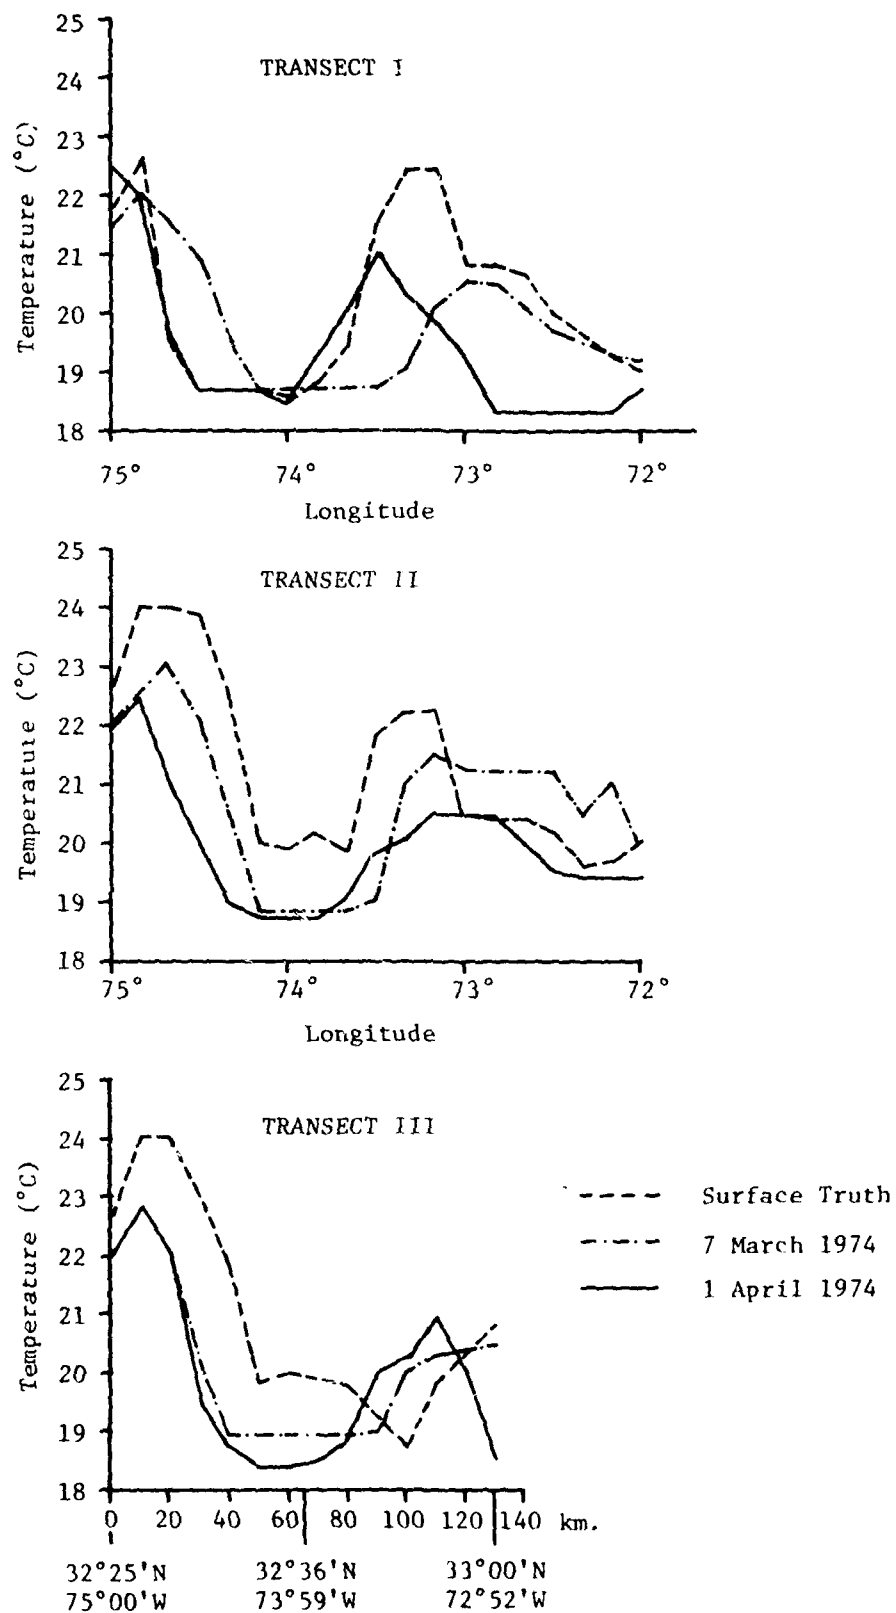 TRANSECT I
Temperature (°C)
25
24
23
22
21
20
19
18
75° 74° 73° 72°
Longitude
TRANSECT II
Temperature (°C)
25
24
23
22
21
20
19
18
75° 74° 73° 72°
Longitude
TRANSECT III
Temperature (°C)
25
24
23
22
21
20
19
18
Surface Truth
7 March 1974
1 April 1974
0 20 40 60 80 100 120 140 km.
32°25'N 32°36'N 33°00'N
75°00'W 73°59'W 72°52'W